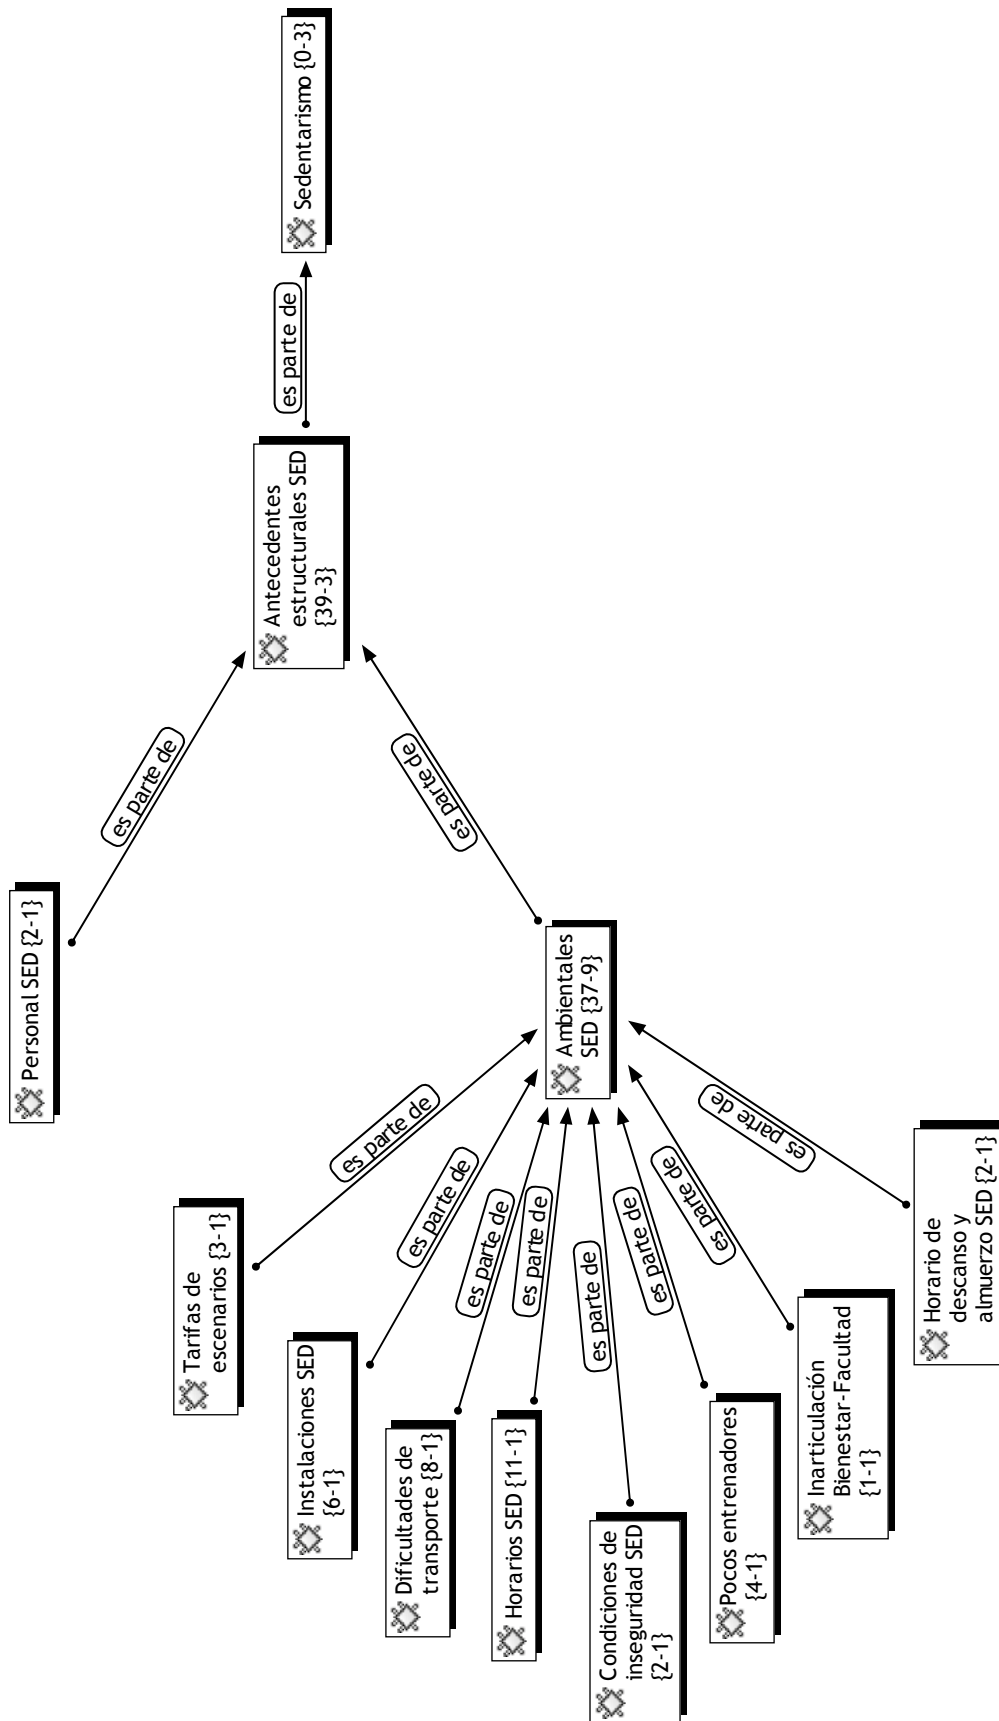 Sedentarismo {0-3}
es parte de
Antecedentes
estructurales SED
{39-3}
es parte de
es parte de
Personal SED {2-1}
Ambientales
SED {37-9}
es parte de
es parte de
es parte de
es parte de
es parte de
es parte de
es parte de
es parte de
Tarifas de
escenarios {3-1}
Instalaciones SED
{6-1}
Dificultades de
transporte {8-1}
Horarios SED {11-1}
Condiciones de
inseguridad SED
{2-1}
Pocos entrenadores
{4-1}
Inarticulación
Bienestar-Facultad
{1-1}
Horario de
descanso y
almuerzo SED {2-1}